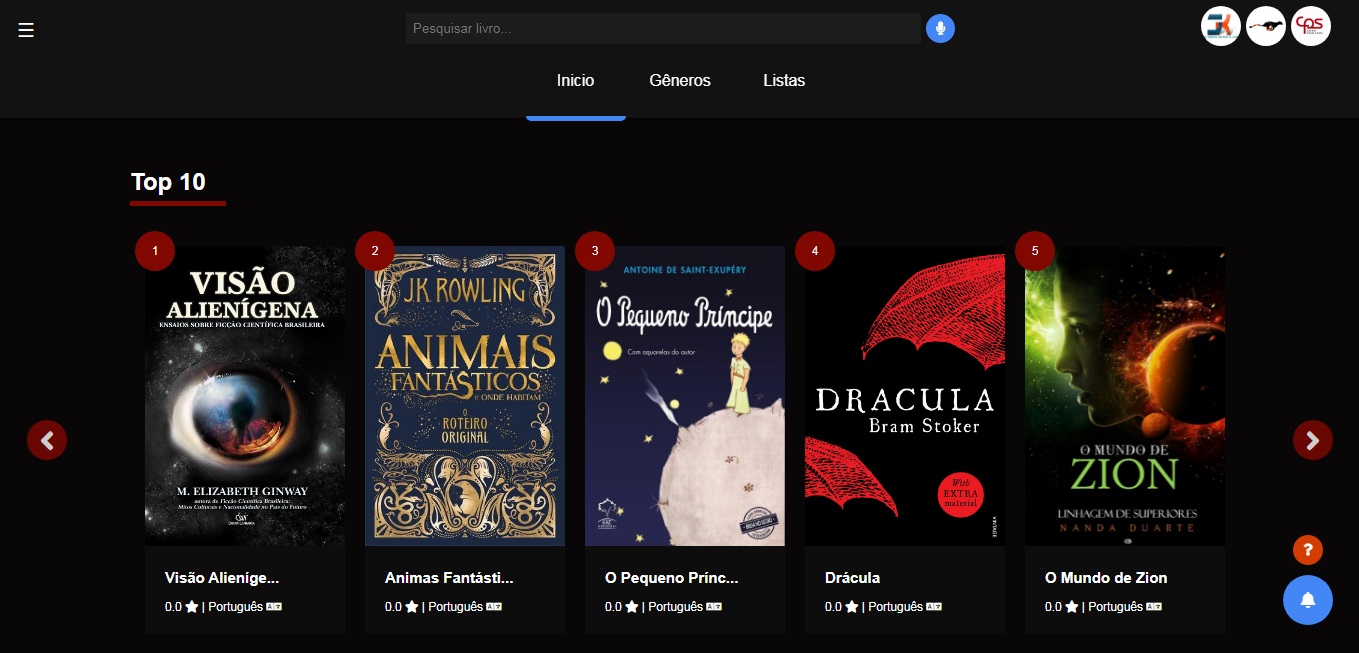 Pesquisar livro...
cps
Inicio
Gêneros
Listas
Top 10
1
VISÃO
ALIENÍGENA
ENSAIOS SOBRE FICÇÃO CIENTÍFICA BRASILEIRA
M. ELIZABETH GINWAY
autora de Ficção Científica Brasileira:
Mitos Culturais e Nacionalidade no País do Futuro
Visão Alieníge...
0.0 | Português
2
J.K ROWLING
ANIMAIS
FANTÁSTICOS
E ONDE HABITAM
O
ROTEIRO
ORIGINAL
Animas Fantásti...
0.0 | Português
3
ANTOINE DE SAINT-EXUPÉRY
O Pequeno Príncipe
Com aquarelas do autor
O Pequeno Prínc...
0.0 | Português
4
DRACULA
Bram Stoker
With
EXTRA
material
VINTAGE
Drácula
0.0 | Português
5
O MUNDO DE
ZION
LINHAGEM DE SUPERIORES
NANDA DUARTE
O Mundo de Zion
0.0 | Português
?